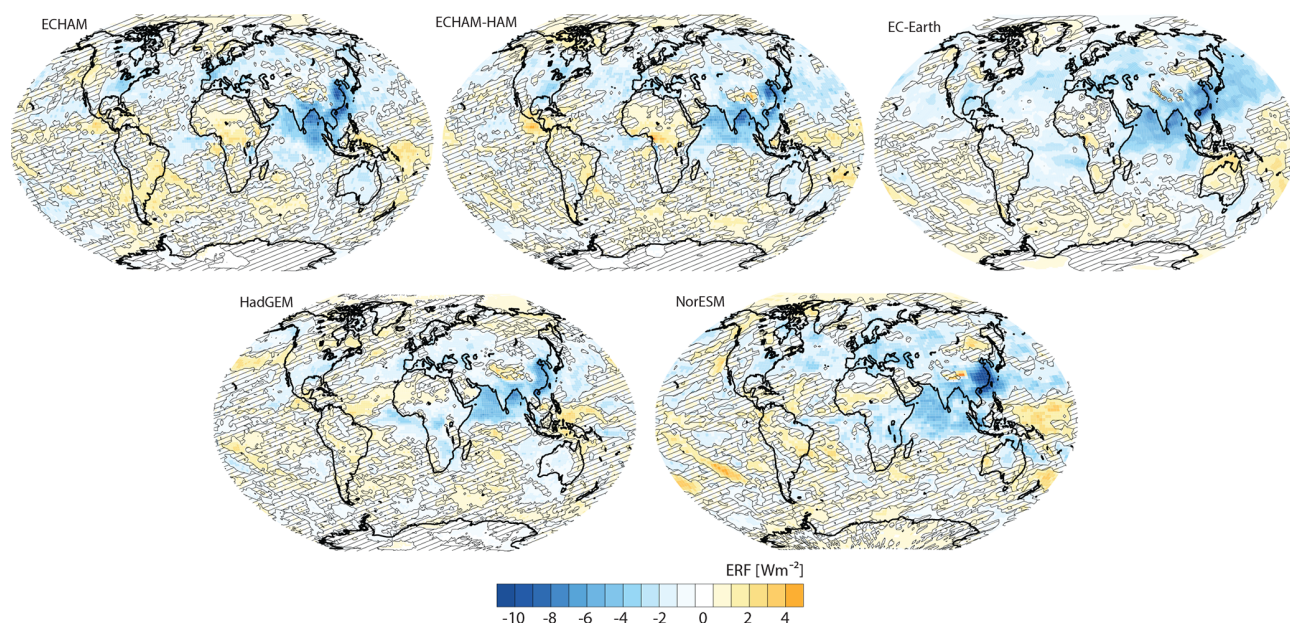 ECHAM
ECHAM-HAM
EC-Earth
HadGEM
NorESM
ERF [Wm⁻²]
-10 -8 -6 -4 -2 0 2 4